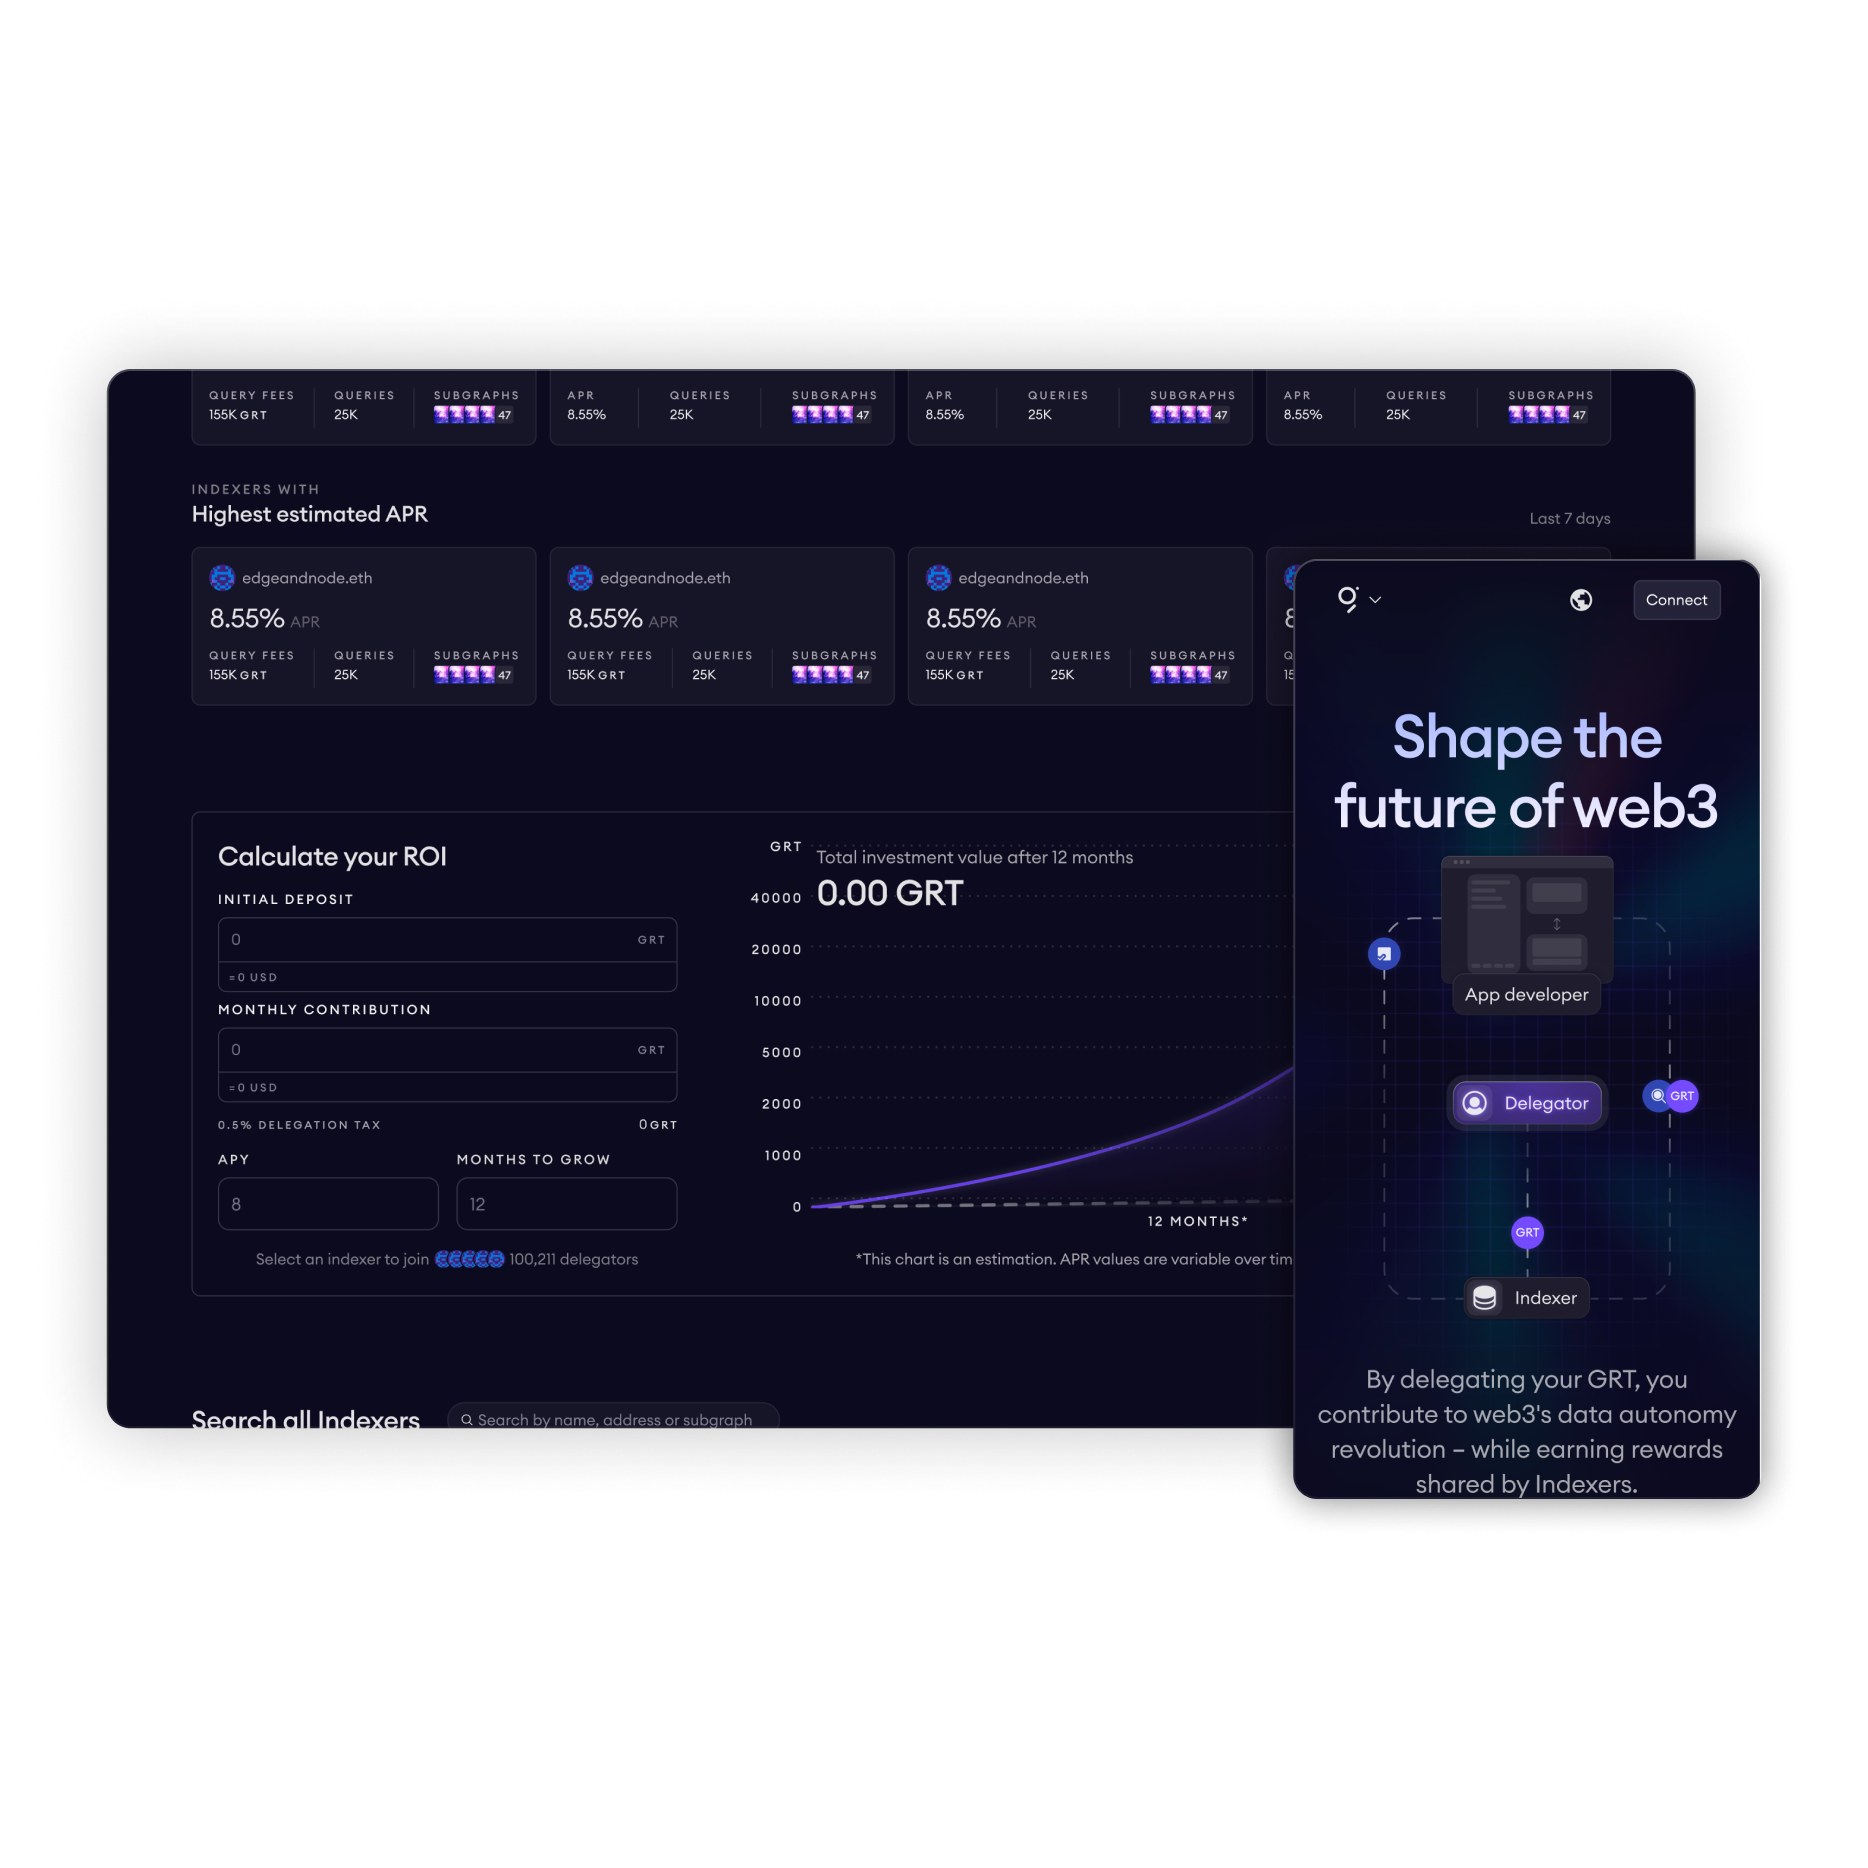 QUERY FEES QUERIES SUBGRAPHS APR QUERIES SUBGRAPHS APR QUERIES SUBGRAPHS APR QUERIES SUBGRAPHS
155K GRT 25K 47 8.55% 25K 47 8.55% 25K 47 8.55% 25K 47
INDEXERS WITH
Highest estimated APR
Last 7 days
edgeandnode.eth edgeandnode.eth edgeandnode.eth
8.55% APR 8.55% APR 8.55% APR 8
QUERY FEES QUERIES SUBGRAPHS QUERY FEES QUERIES SUBGRAPHS QUERY FEES QUERIES SUBGRAPHS Q
155K GRT 25K 47 155K GRT 25K 47 155K GRT 25K 47 15
Calculate your ROI
INITIAL DEPOSIT
0 GRT
=0 USD
MONTHLY CONTRIBUTION
0 GRT
=0 USD
0.5% DELEGATION TAX 0 GRT
APY MONTHS TO GROW
8 12
Select an indexer to join 100,211 delegators
GRT
Total investment value after 12 months
0.00 GRT
40000
20000
10000
5000
2000
1000
0
12 MONTHS*
*This chart is an estimation. APR values are variable over tim
Search all Indexers Search by name, address or subgraph
Connect
Shape the
future of web3
App developer
Delegator
GRT
GRT
Indexer
By delegating your GRT, you
contribute to web3's data autonomy
revolution – while earning rewards
shared by Indexers.